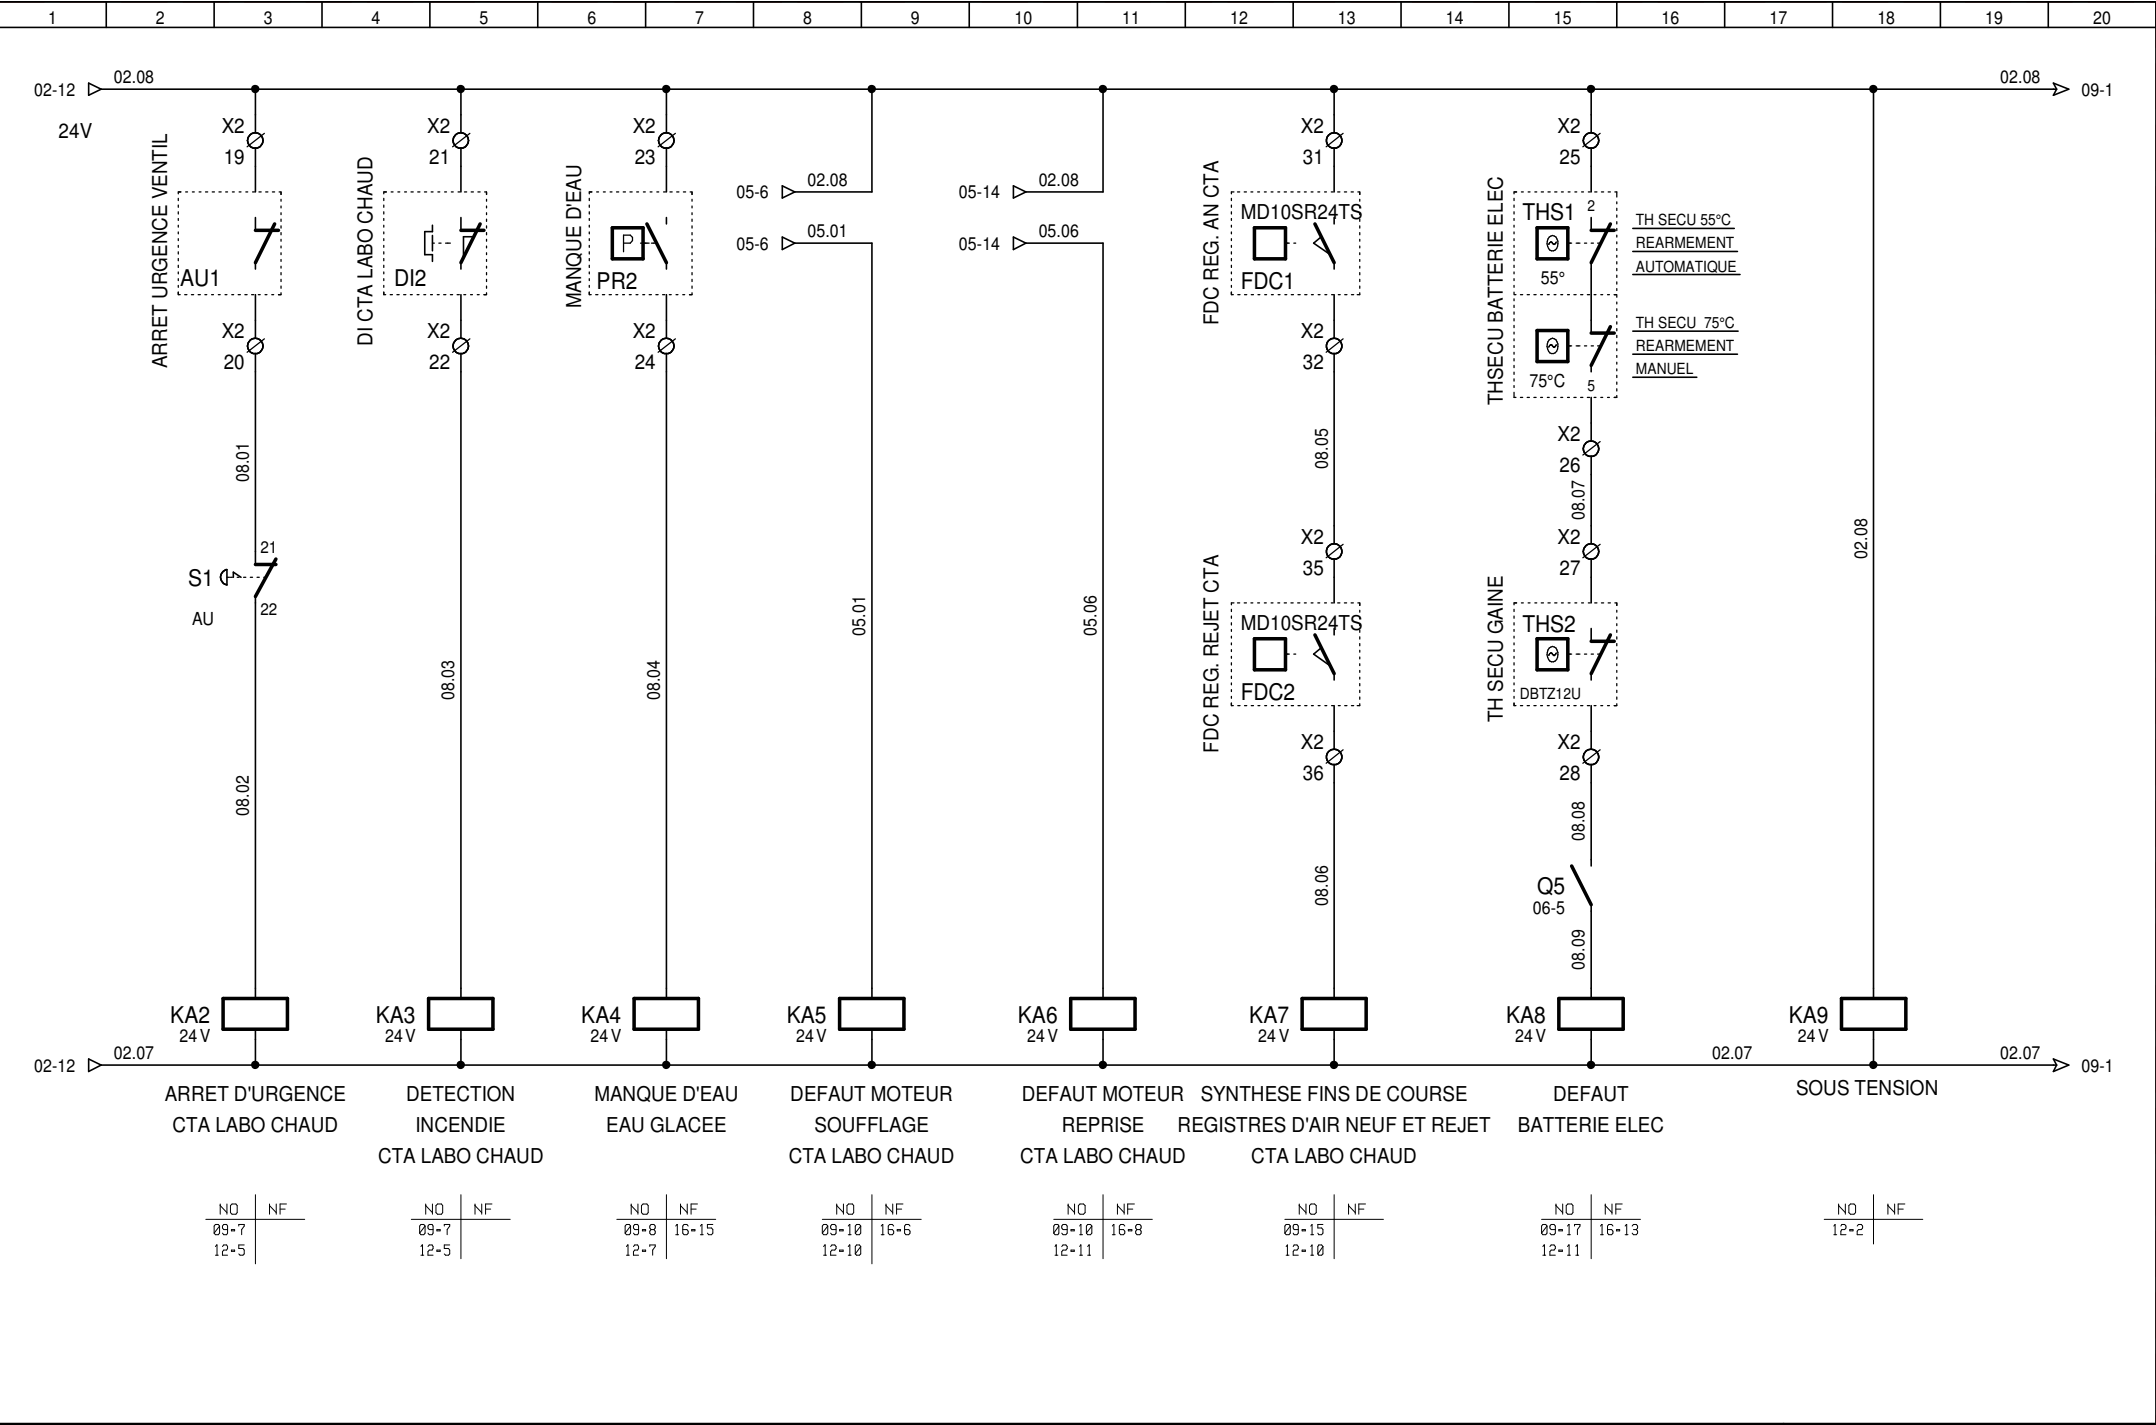 1 2 3 4 5 6 7 8 9 10 11 12 13 14 15 16 17 18 19 20
02-12 02.08 02.08 09-1
24V
ARRET URGENCE VENTIL
X2
19
AU1
X2
20
08.01
21
S1
AU
22
08.02
KA2
24V
DI CTA LABO CHAUD
X2
21
DI2
X2
22
08.03
KA3
24V
MANQUE D'EAU
X2
23
P
PR2
X2
24
08.04
KA4
24V
05-6 02.08
05-6 05.01
05.01
KA5
24V
05-14 02.08
05-14 05.06
05.06
KA6
24V
FDC REG. AN CTA
X2
31
MD10SR24TS
FDC1
X2
32
08.05
FDC REG. REJET CTA
X2
35
MD10SR24TS
FDC2
X2
36
08.06
KA7
24V
THSECU BATTERIE ELEC
X2
25
THS1 2
55°
TH SECU 55°C
REARMEMENT
AUTOMATIQUE
75°C 5
TH SECU 75°C
REARMEMENT
MANUEL
X2
26
08.07
TH SECU GAINE
X2
27
THS2
DBTZ12U
X2
28
08.08
Q5
06-5
08.09
KA8
24V
02.08
KA9
24V
02-12 02.07 02.07 02.07 09-1
ARRET D'URGENCE
CTA LABO CHAUD
DETECTION
INCENDIE
CTA LABO CHAUD
MANQUE D'EAU
EAU GLACEE
DEFAUT MOTEUR
SOUFFLAGE
CTA LABO CHAUD
DEFAUT MOTEUR
REPRISE
CTA LABO CHAUD
SYNTHESE FINS DE COURSE
REGISTRES D'AIR NEUF ET REJET
CTA LABO CHAUD
DEFAUT
BATTERIE ELEC
SOUS TENSION
NO NF
09-7
12-5
NO NF
09-7
12-5
NO NF
09-8 16-15
12-7
NO NF
09-10 16-6
12-10
NO NF
09-10 16-8
12-11
NO NF
09-15
12-10
NO NF
09-17 16-13
12-11
NO NF
12-2